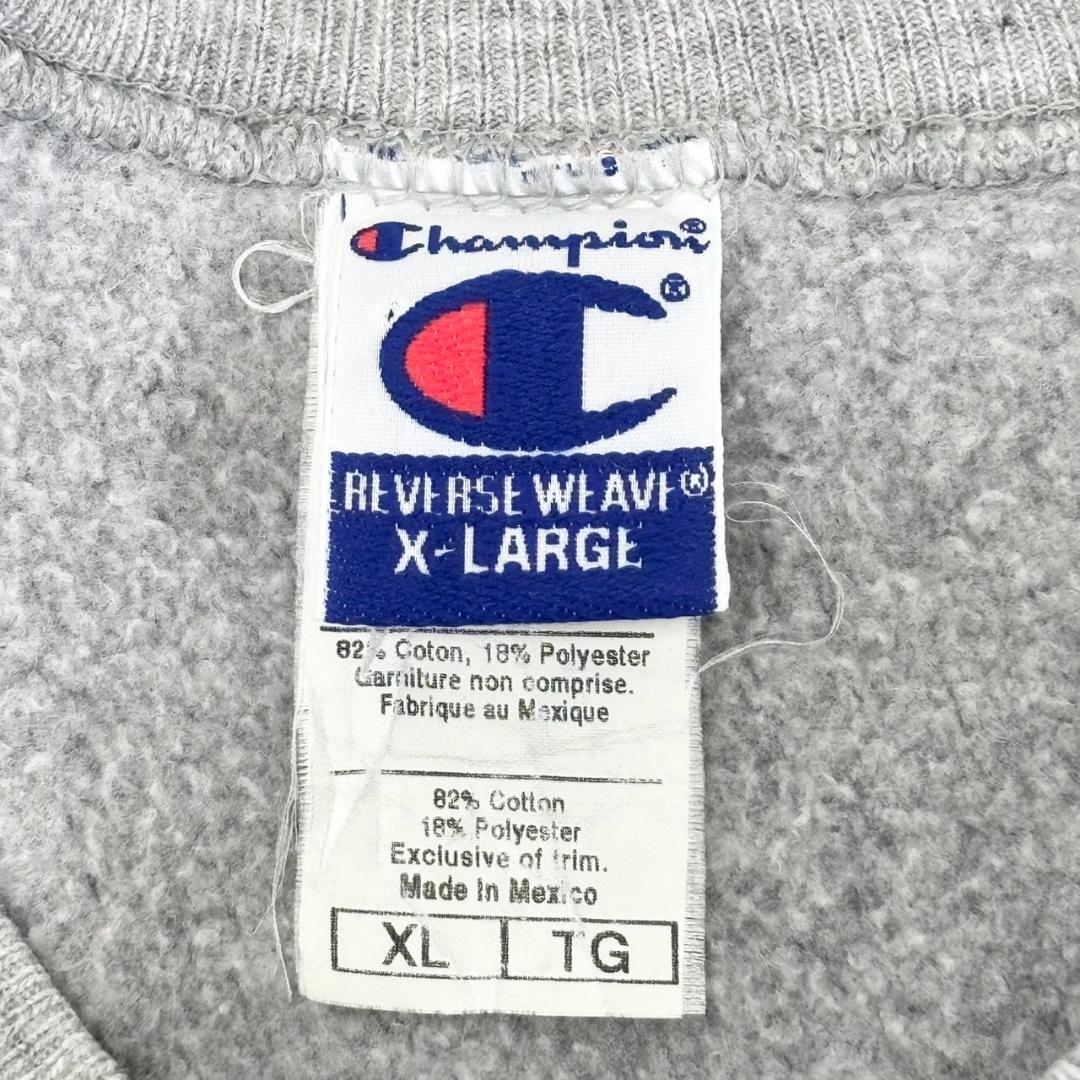 Champion®
®
REVERSE WEAVE®
X-LARGE
82% Coton, 18% Polyester
Garniture non comprise.
Fabrique au Mexique
82% Cotton
18% Polyester
Exclusive of trim.
Made In Mexico
XL TG